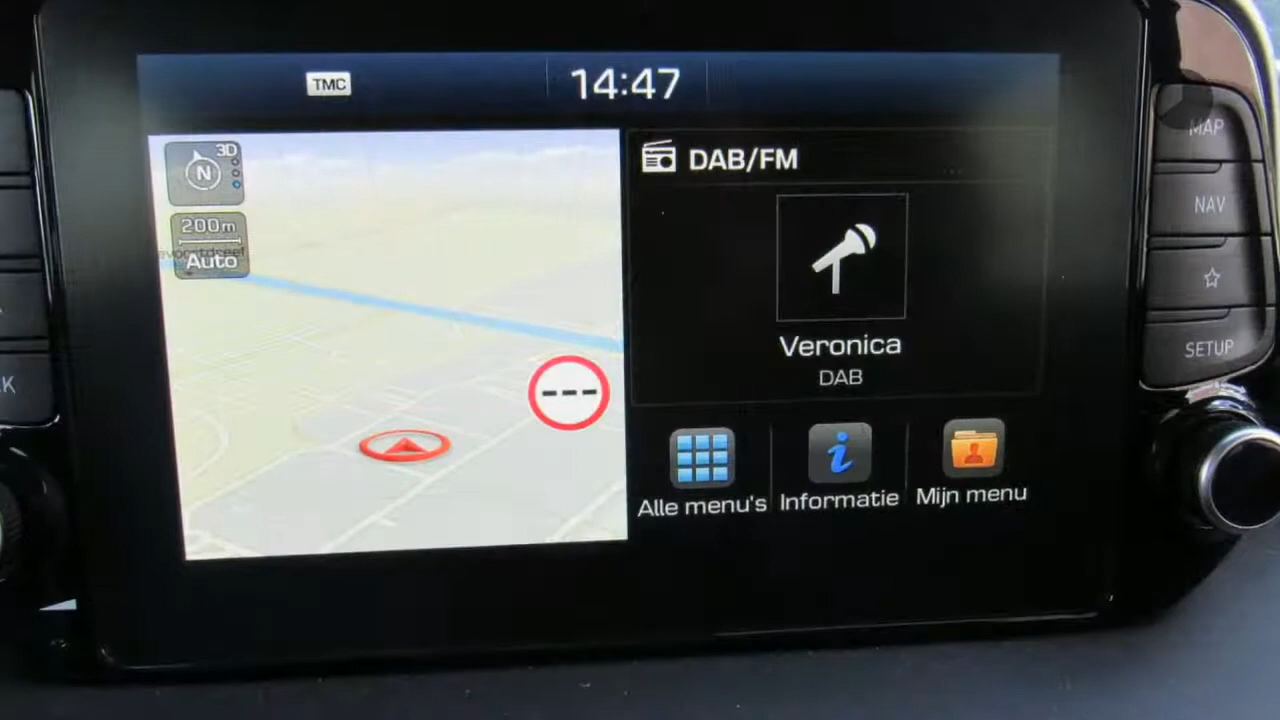 TMC
14:47
3D
N
200m
Auto
DAB/FM
Veronica
DAB
Alle menu's
Informatie
Mijn menu
MAP
NAV
SETUP
K